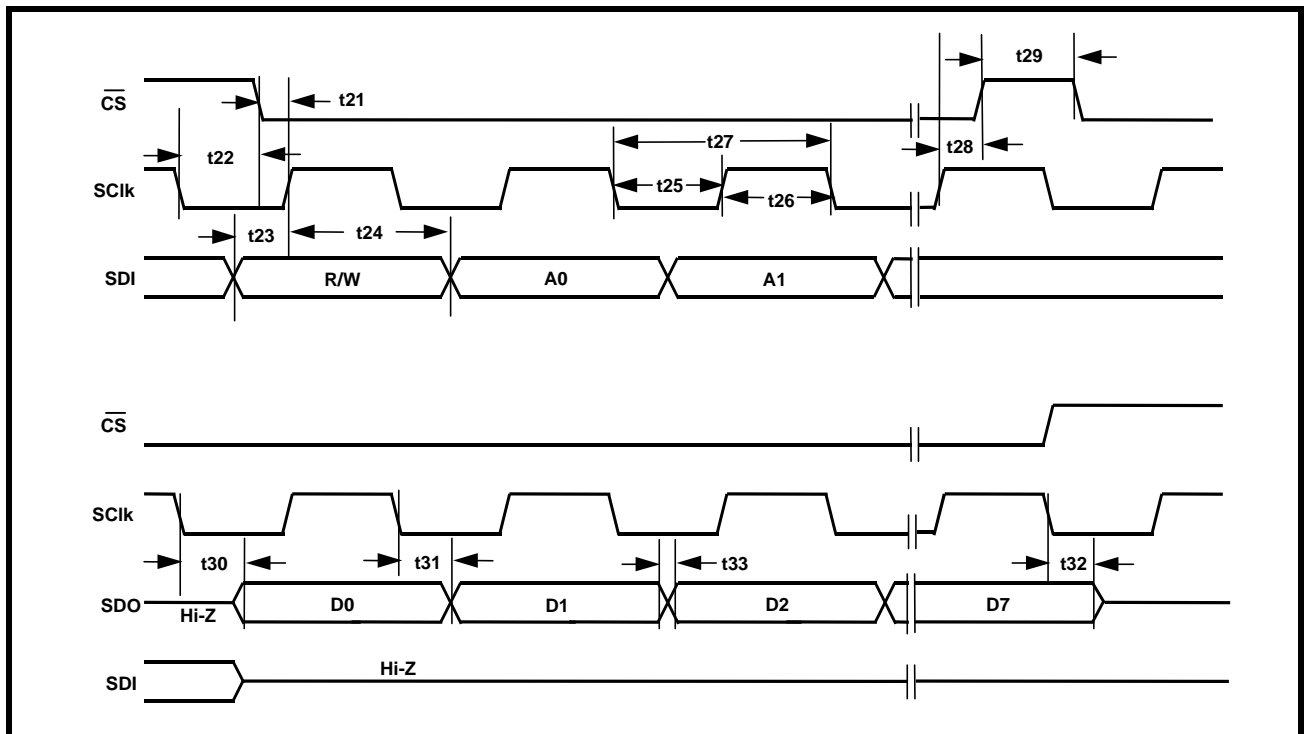 t29
CS
t21
t27
t22
t28
SClk
t25
t26
t23
t24
SDI
R/W
A0
A1
CS
SClk
t30
t31
t33
t32
SDO
Hi-Z
D0
D1
D2
D7
SDI
Hi-Z